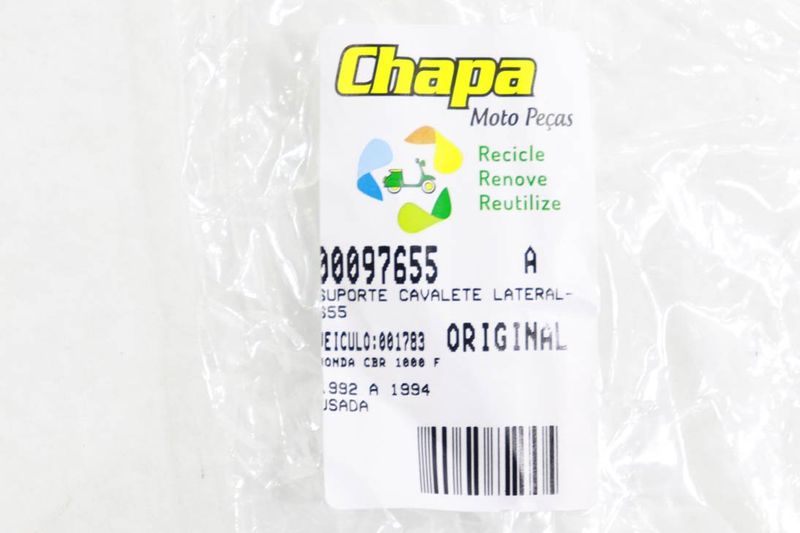 Chapa
Moto Peças
Recicle
Renove
Reutilize
00097655 A
SUPORTE CAVALETE LATERAL-
655
VEICULO:001783 ORIGINAL
HONDA CBR 1000 F
1992 A 1994
USADA